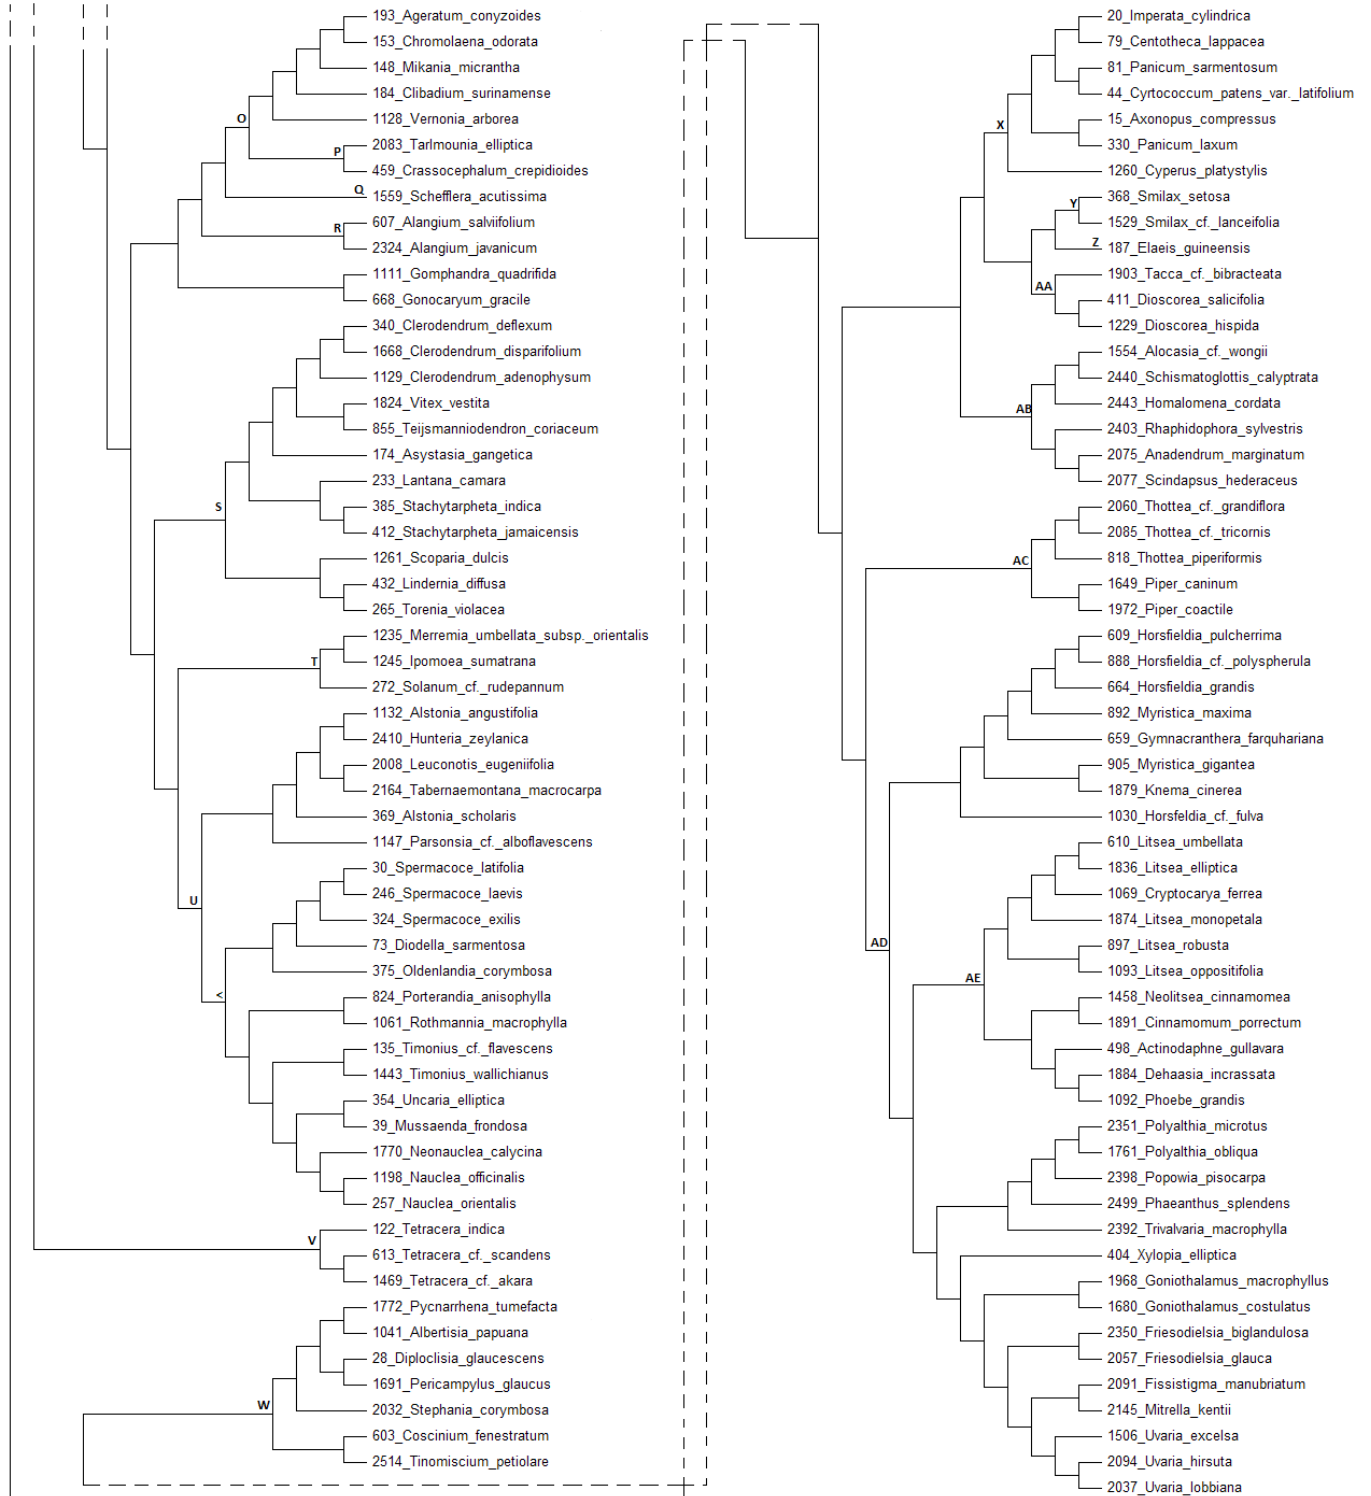 193_Ageratum_conyzoides
153_Chromolaena_odorata
148_Mikania_micrantha
184_Clibadium_surinamense
O
1128_Vernonia_arborea
2083_Tarlmounia_elliptica
P
459_Crassocephalum_crepidioides
Q
1559_Schefflera_acutissima
607_Alangium_salviifolium
R
2324_Alangium_javanicum
1111_Gomphandra_quadrifida
668_Gonocaryum_gracile
340_Clerodendrum_deflexum
1668_Clerodendrum_disparifolium
1129_Clerodendrum_adenophysum
1824_Vitex_vestita
855_Teijsmanniodendron_coriaceum
174_Asystasia_gangetica
233_Lantana_camara
S
385_Stachytarpheta_indica
412_Stachytarpheta_jamaicensis
1261_Scoparia_dulcis
432_Lindernia_diffusa
265_Torenia_violacea
1235_Merremia_umbellata_subsp._orientalis
T
1245_Ipomoea_sumatrana
272_Solanum_cf._rudepannum
1132_Alstonia_angustifolia
2410_Hunteria_zeylanica
2008_Leuconotis_eugeniifolia
2164_Tabernaemontana_macrocarpa
369_Alstonia_scholaris
1147_Parsonsia_cf._alboflavescens
30_Spermacoce_latifolia
246_Spermacoce_laevis
U
324_Spermacoce_exilis
73_Diodella_sarmentosa
375_Oldenlandia_corymbosa
<
824_Porterandia_anisophylla
1061_Rothmannia_macrophylla
135_Timonius_cf._flavescens
1443_Timonius_wallichianus
354_Uncaria_elliptica
39_Mussaenda_frondosa
1770_Neonauclea_calycina
1198_Nauclea_officinalis
257_Nauclea_orientalis
122_Tetracera_indica
V
613_Tetracera_cf._scandens
1469_Tetracera_cf._akara
1772_Pycnarrhena_tumefacta
1041_Albertisia_papuana
28_Diploclisia_glaucescens
1691_Pericampylus_glaucus
W
2032_Stephania_corymbosa
603_Coscinium_fenestratum
2514_Tinomiscium_petiolare
20_Imperata_cylindrica
79_Centotheca_lappacea
81_Panicum_sarmentosum
44_Cyrtococcum_patens_var._latifolium
15_Axonopus_compressus
X
330_Panicum_laxum
1260_Cyperus_platystylis
368_Smilax_setosa
Y
1529_Smilax_cf._lanceifolia
Z
187_Elaeis_guineensis
1903_Tacca_cf._bibracteata
AA
411_Dioscorea_salicifolia
1229_Dioscorea_hispida
1554_Alocasia_cf._wongii
2440_Schismatoglottis_calyptrata
AB
2443_Homalomena_cordata
2403_Rhaphidophora_sylvestris
2075_Anadendrum_marginatum
2077_Scindapsus_hederaceus
2060_Thottea_cf._grandiflora
2085_Thottea_cf._tricornis
AC
818_Thottea_piperiformis
1649_Piper_caninum
1972_Piper_coactile
609_Horsfieldia_pulcherrima
888_Horsfieldia_cf._polyspherula
664_Horsfieldia_grandis
892_Myristica_maxima
659_Gymnacranthera_farquhariana
905_Myristica_gigantea
1879_Knema_cinerea
1030_Horsfeldia_cf._fulva
610_Litsea_umbellata
1836_Litsea_elliptica
1069_Cryptocarya_ferrea
1874_Litsea_monopetala
AD
897_Litsea_robusta
1093_Litsea_oppositifolia
AE
1458_Neolitsea_cinnamomea
1891_Cinnamomum_porrectum
498_Actinodaphne_gullavara
1884_Dehaasia_incrassata
1092_Phoebe_grandis
2351_Polyalthia_microtus
1761_Polyalthia_obliqua
2398_Popowia_pisocarpa
2499_Phaeanthus_splendens
2392_Trivalvaria_macrophylla
404_Xylopia_elliptica
1968_Goniothalamus_macrophyllus
1680_Goniothalamus_costulatus
2350_Friesodielsia_biglandulosa
2057_Friesodielsia_glauca
2091_Fissistigma_manubriatum
2145_Mitrella_kentii
1506_Uvaria_excelsa
2094_Uvaria_hirsuta
2037_Uvaria_lobbiana